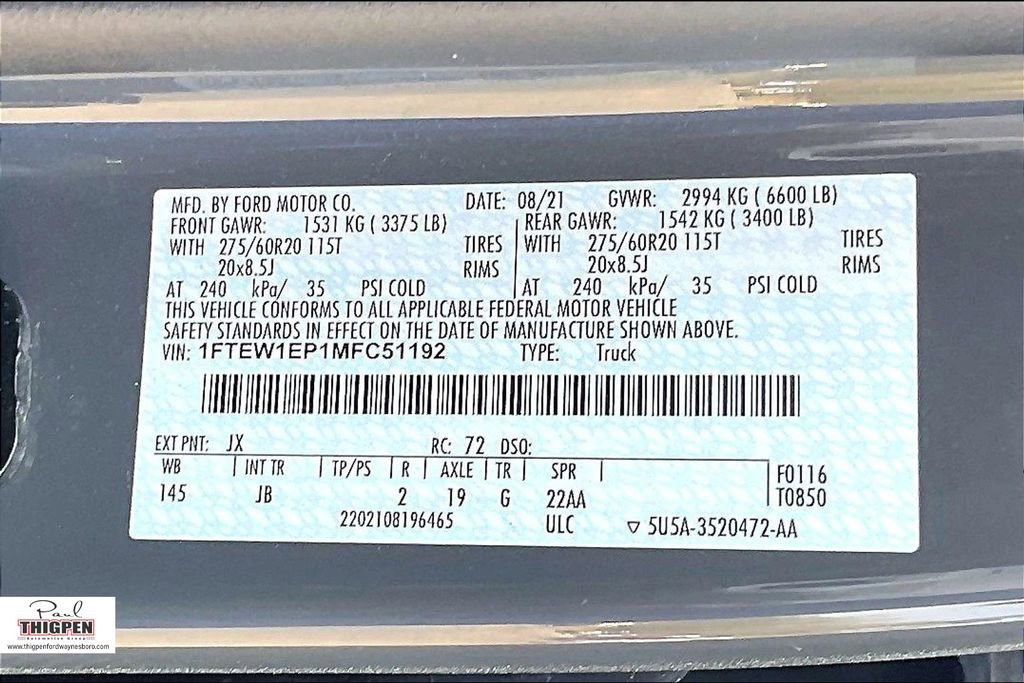 MFD. BY FORD MOTOR CO. DATE: 08/21 GVWR: 2994 KG ( 6600 LB)
FRONT GAWR: 1531 KG ( 3375 LB) REAR GAWR: 1542 KG ( 3400 LB)
WITH 275/60R20 115T TIRES WITH 275/60R20 115T TIRES
20x8.5J RIMS 20x8.5J RIMS
AT 240 kPa/ 35 PSI COLD AT 240 kPa/ 35 PSI COLD
THIS VEHICLE CONFORMS TO ALL APPLICABLE FEDERAL MOTOR VEHICLE
SAFETY STANDARDS IN EFFECT ON THE DATE OF MANUFACTURE SHOWN ABOVE.
VIN: 1FTEW1EP1MFC51192 TYPE: Truck
EXT PNT: JX RC: 72 DSO:
WB INT TR TP/PS R AXLE TR SPR F0116
145 JB 2 19 G 22AA T0850
2202108196465 ULC ▽ 5U5A-3520472-AA
Paul
THIGPEN
Automotive Group
www.thigpenfordwaynesboro.com